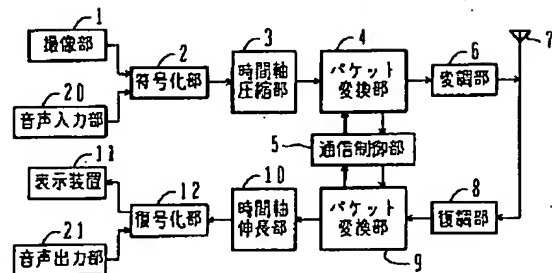 1
撮像部
20
音声入力部
2
符号化部
3
時間軸
圧縮部
4
パケット
変換部
6
変調部
7
5
通信制御部
11
表示装置
21
音声出力部
12
復号化部
10
時間軸
伸長部
パケット
変換部
9
8
復調部